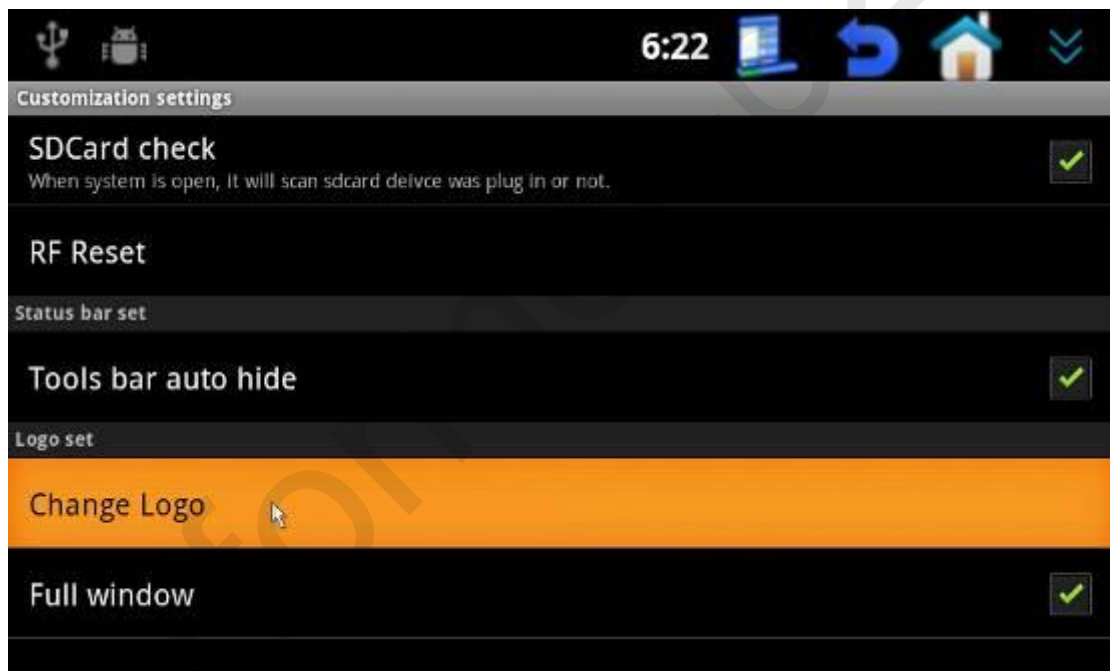 6:22
Customization settings
SDCard check
When system is open, it will scan sdcard deivce was plug in or not.
RF Reset
Status bar set
Tools bar auto hide
Logo set
Change Logo
Full window